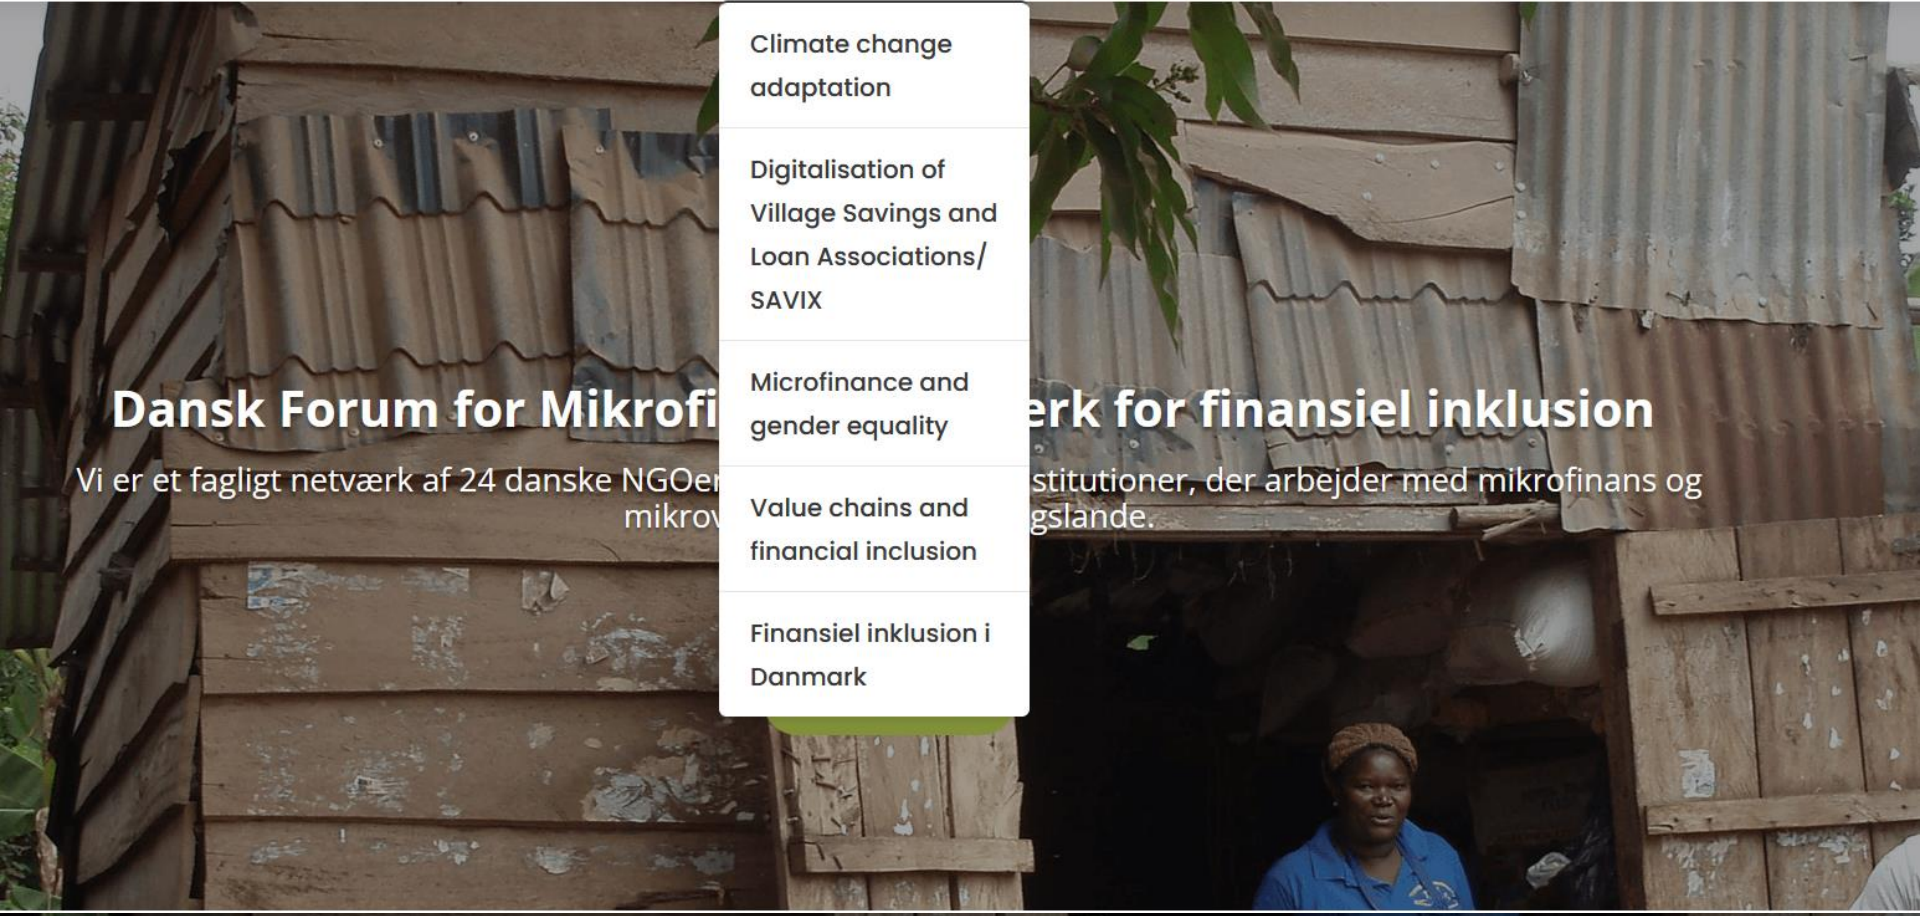 Climate change
adaptation
Digitalisation of
Village Savings and
Loan Associations/
SAVIX
Microfinance and
gender equality
Value chains and
financial inclusion
Finansiel inklusion i
Danmark
Dansk Forum for Mikrofi erk for finansiel inklusion
Vi er et fagligt netværk af 24 danske NGOer stitutioner, der arbejder med mikrofinans og
mikrov gslande.